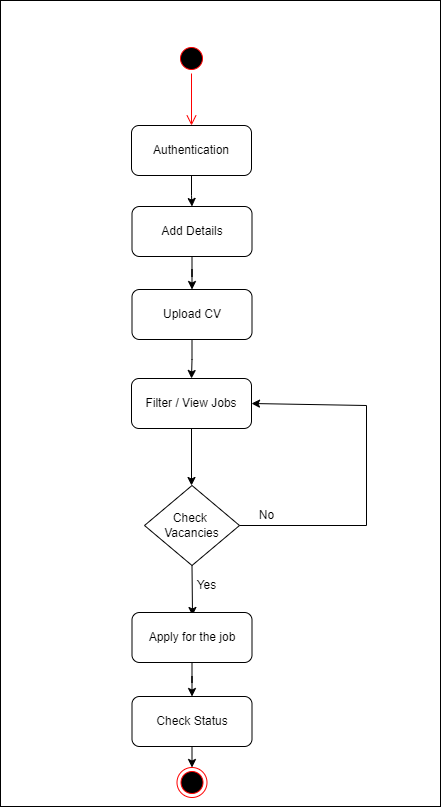 Authentication
Add Details
Upload CV
Filter / View Jobs
Check
Vacancies
No
Yes
Apply for the job
Check Status